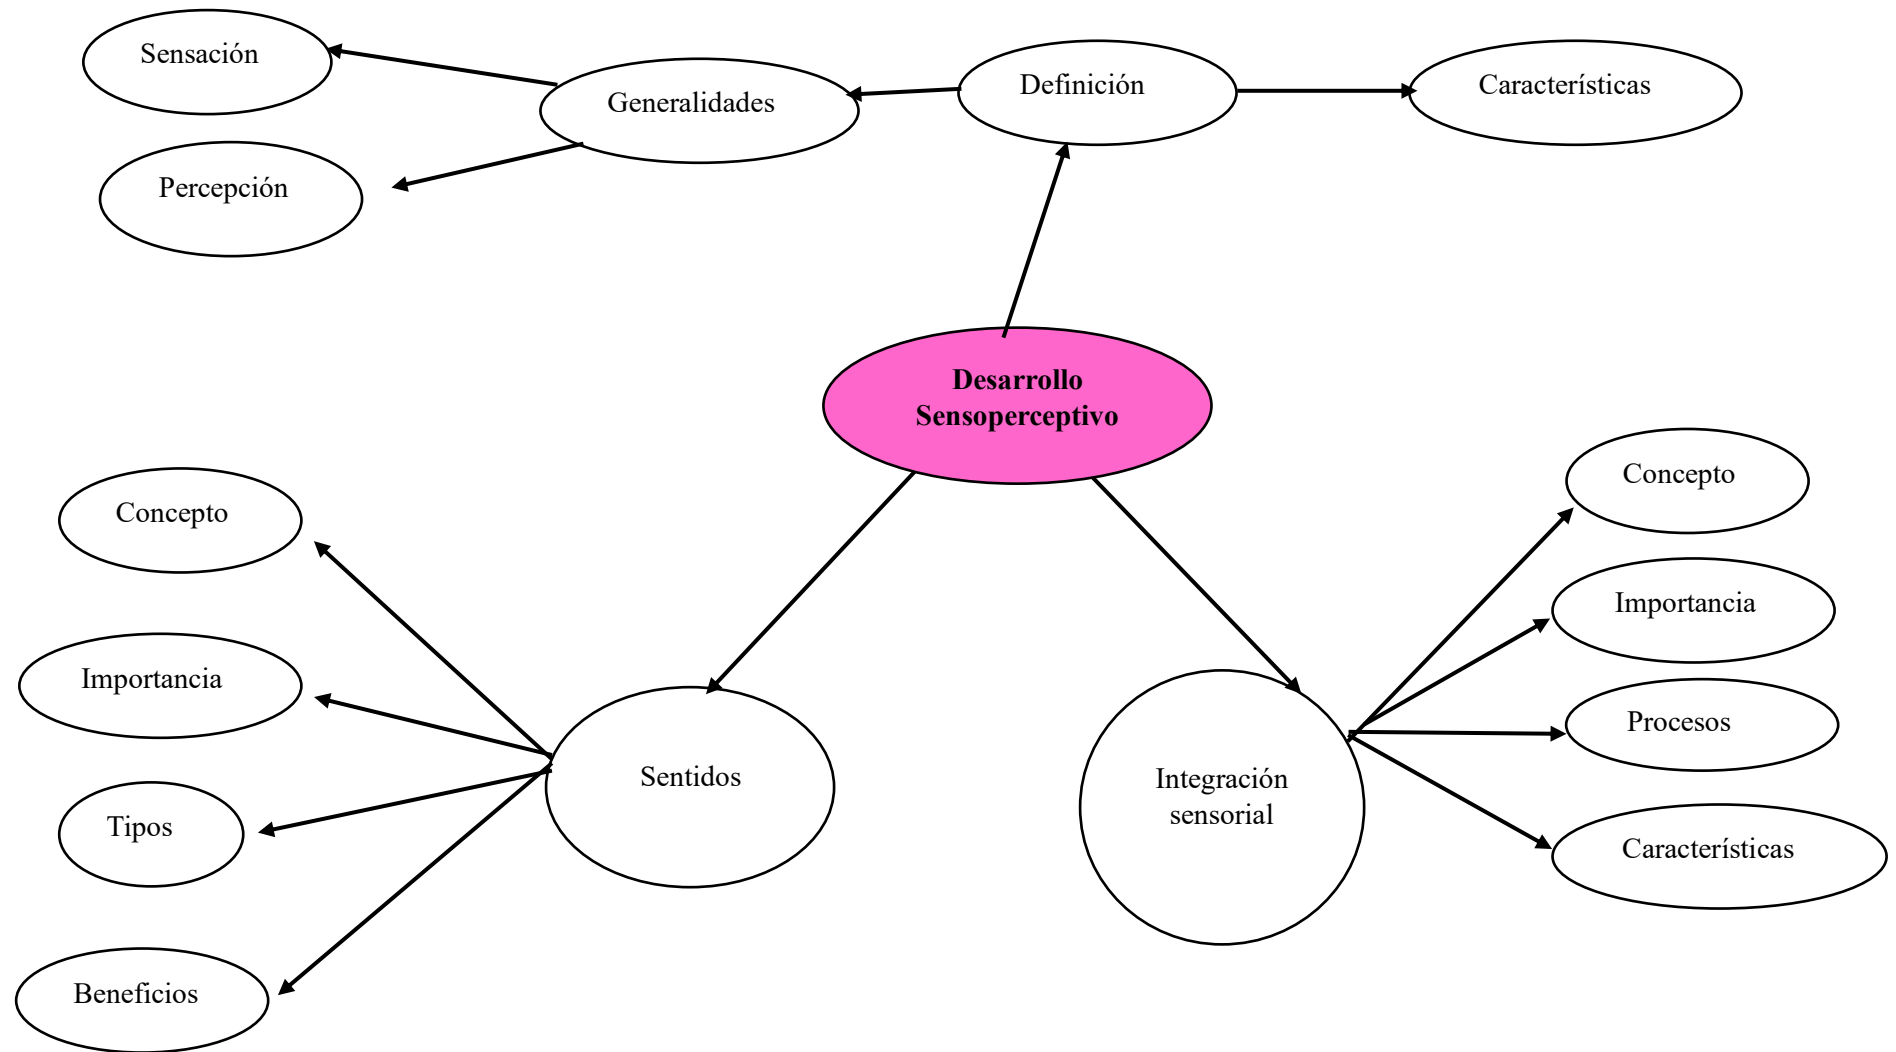 Sensación
Generalidades
Definición
Características
Percepción
Desarrollo
Sensoperceptivo
Concepto
Importancia
Tipos
Beneficios
Sentidos
Integración
sensorial
Concepto
Importancia
Procesos
Características